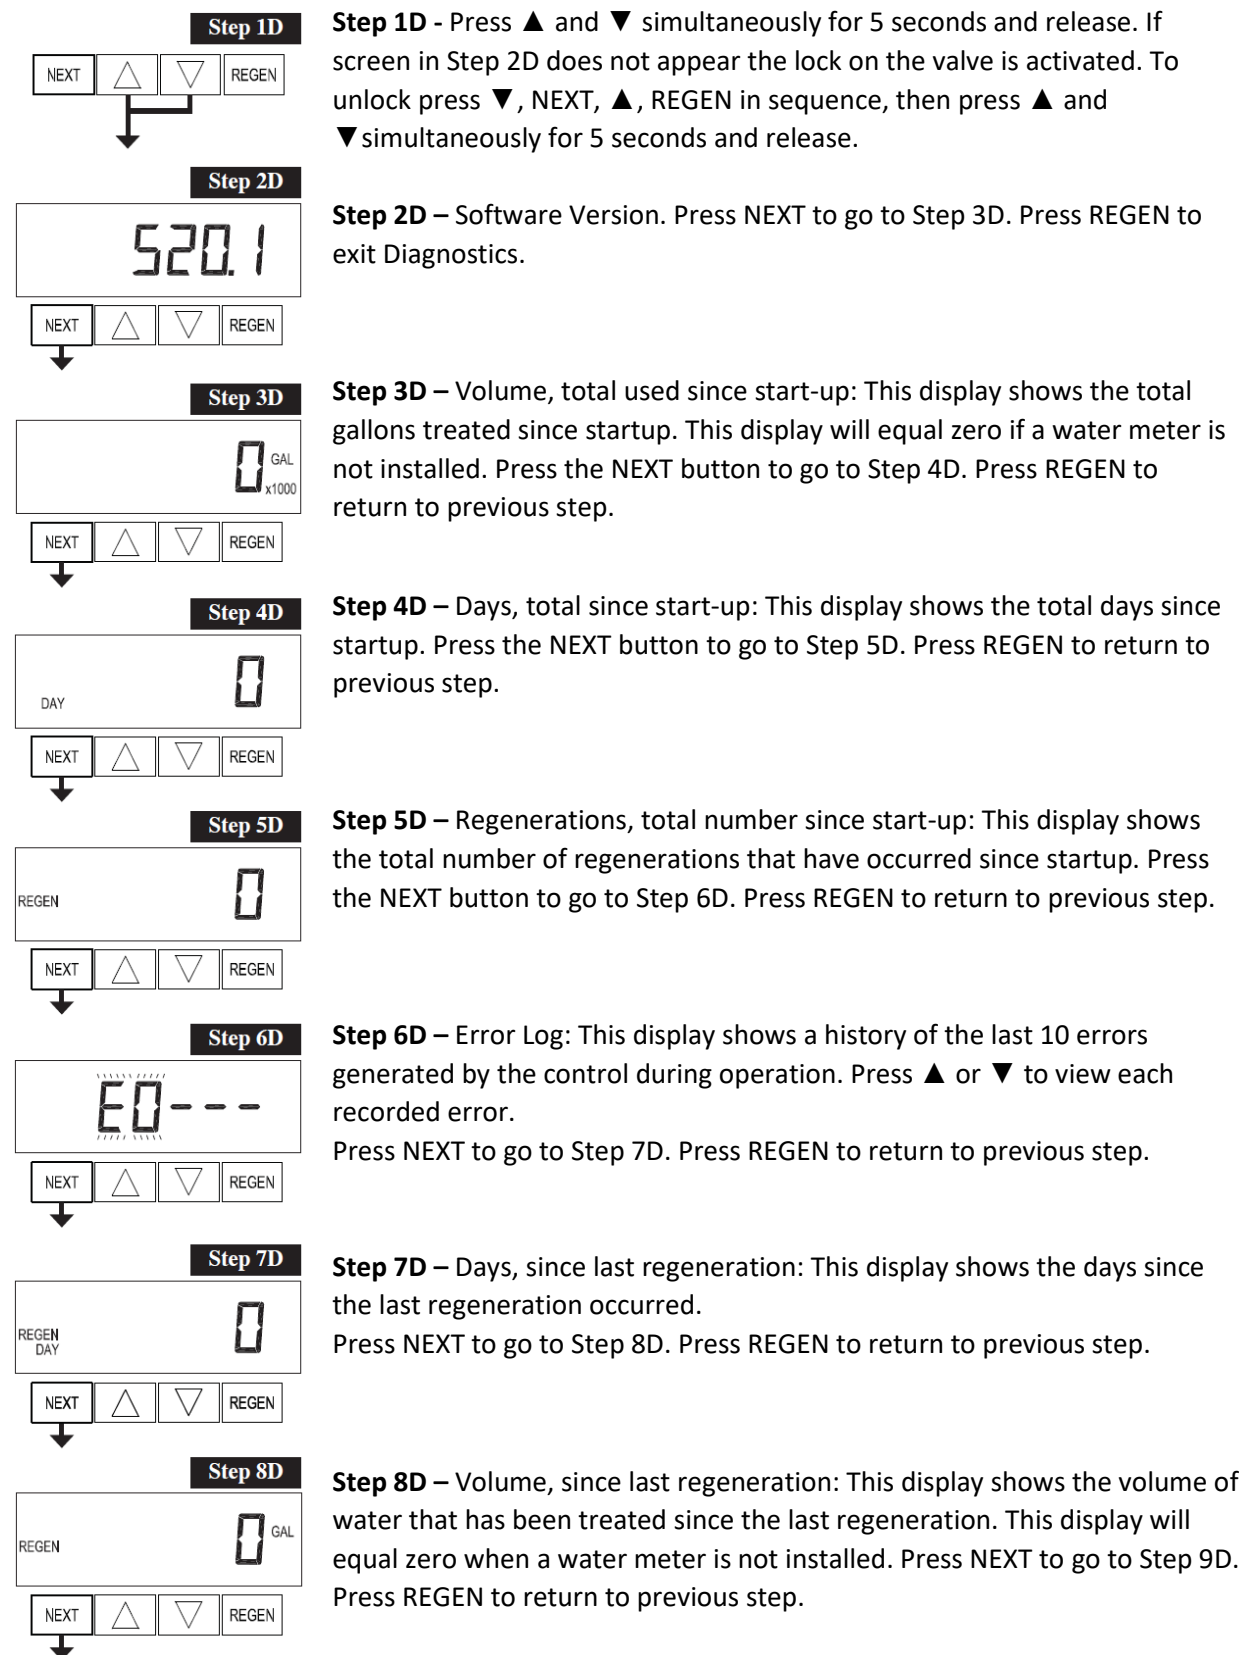 Step 1D
NEXT △ ▽ REGEN
Step 1D - Press ▲ and ▼ simultaneously for 5 seconds and release. If
screen in Step 2D does not appear the lock on the valve is activated. To
unlock press ▼, NEXT, ▲, REGEN in sequence, then press ▲ and
▼simultaneously for 5 seconds and release.
Step 2D
520.1
NEXT △ ▽ REGEN
Step 2D – Software Version. Press NEXT to go to Step 3D. Press REGEN to
exit Diagnostics.
Step 3D
0 GAL
x1000
NEXT △ ▽ REGEN
Step 3D – Volume, total used since start-up: This display shows the total
gallons treated since startup. This display will equal zero if a water meter is
not installed. Press the NEXT button to go to Step 4D. Press REGEN to
return to previous step.
Step 4D
DAY 0
NEXT △ ▽ REGEN
Step 4D – Days, total since start-up: This display shows the total days since
startup. Press the NEXT button to go to Step 5D. Press REGEN to return to
previous step.
Step 5D
REGEN 0
NEXT △ ▽ REGEN
Step 5D – Regenerations, total number since start-up: This display shows
the total number of regenerations that have occurred since startup. Press
the NEXT button to go to Step 6D. Press REGEN to return to previous step.
Step 6D
E0---
NEXT △ ▽ REGEN
Step 6D – Error Log: This display shows a history of the last 10 errors
generated by the control during operation. Press ▲ or ▼ to view each
recorded error.
Press NEXT to go to Step 7D. Press REGEN to return to previous step.
Step 7D
REGEN
DAY 0
NEXT △ ▽ REGEN
Step 7D – Days, since last regeneration: This display shows the days since
the last regeneration occurred.
Press NEXT to go to Step 8D. Press REGEN to return to previous step.
Step 8D
REGEN 0 GAL
NEXT △ ▽ REGEN
Step 8D – Volume, since last regeneration: This display shows the volume of
water that has been treated since the last regeneration. This display will
equal zero when a water meter is not installed. Press NEXT to go to Step 9D.
Press REGEN to return to previous step.